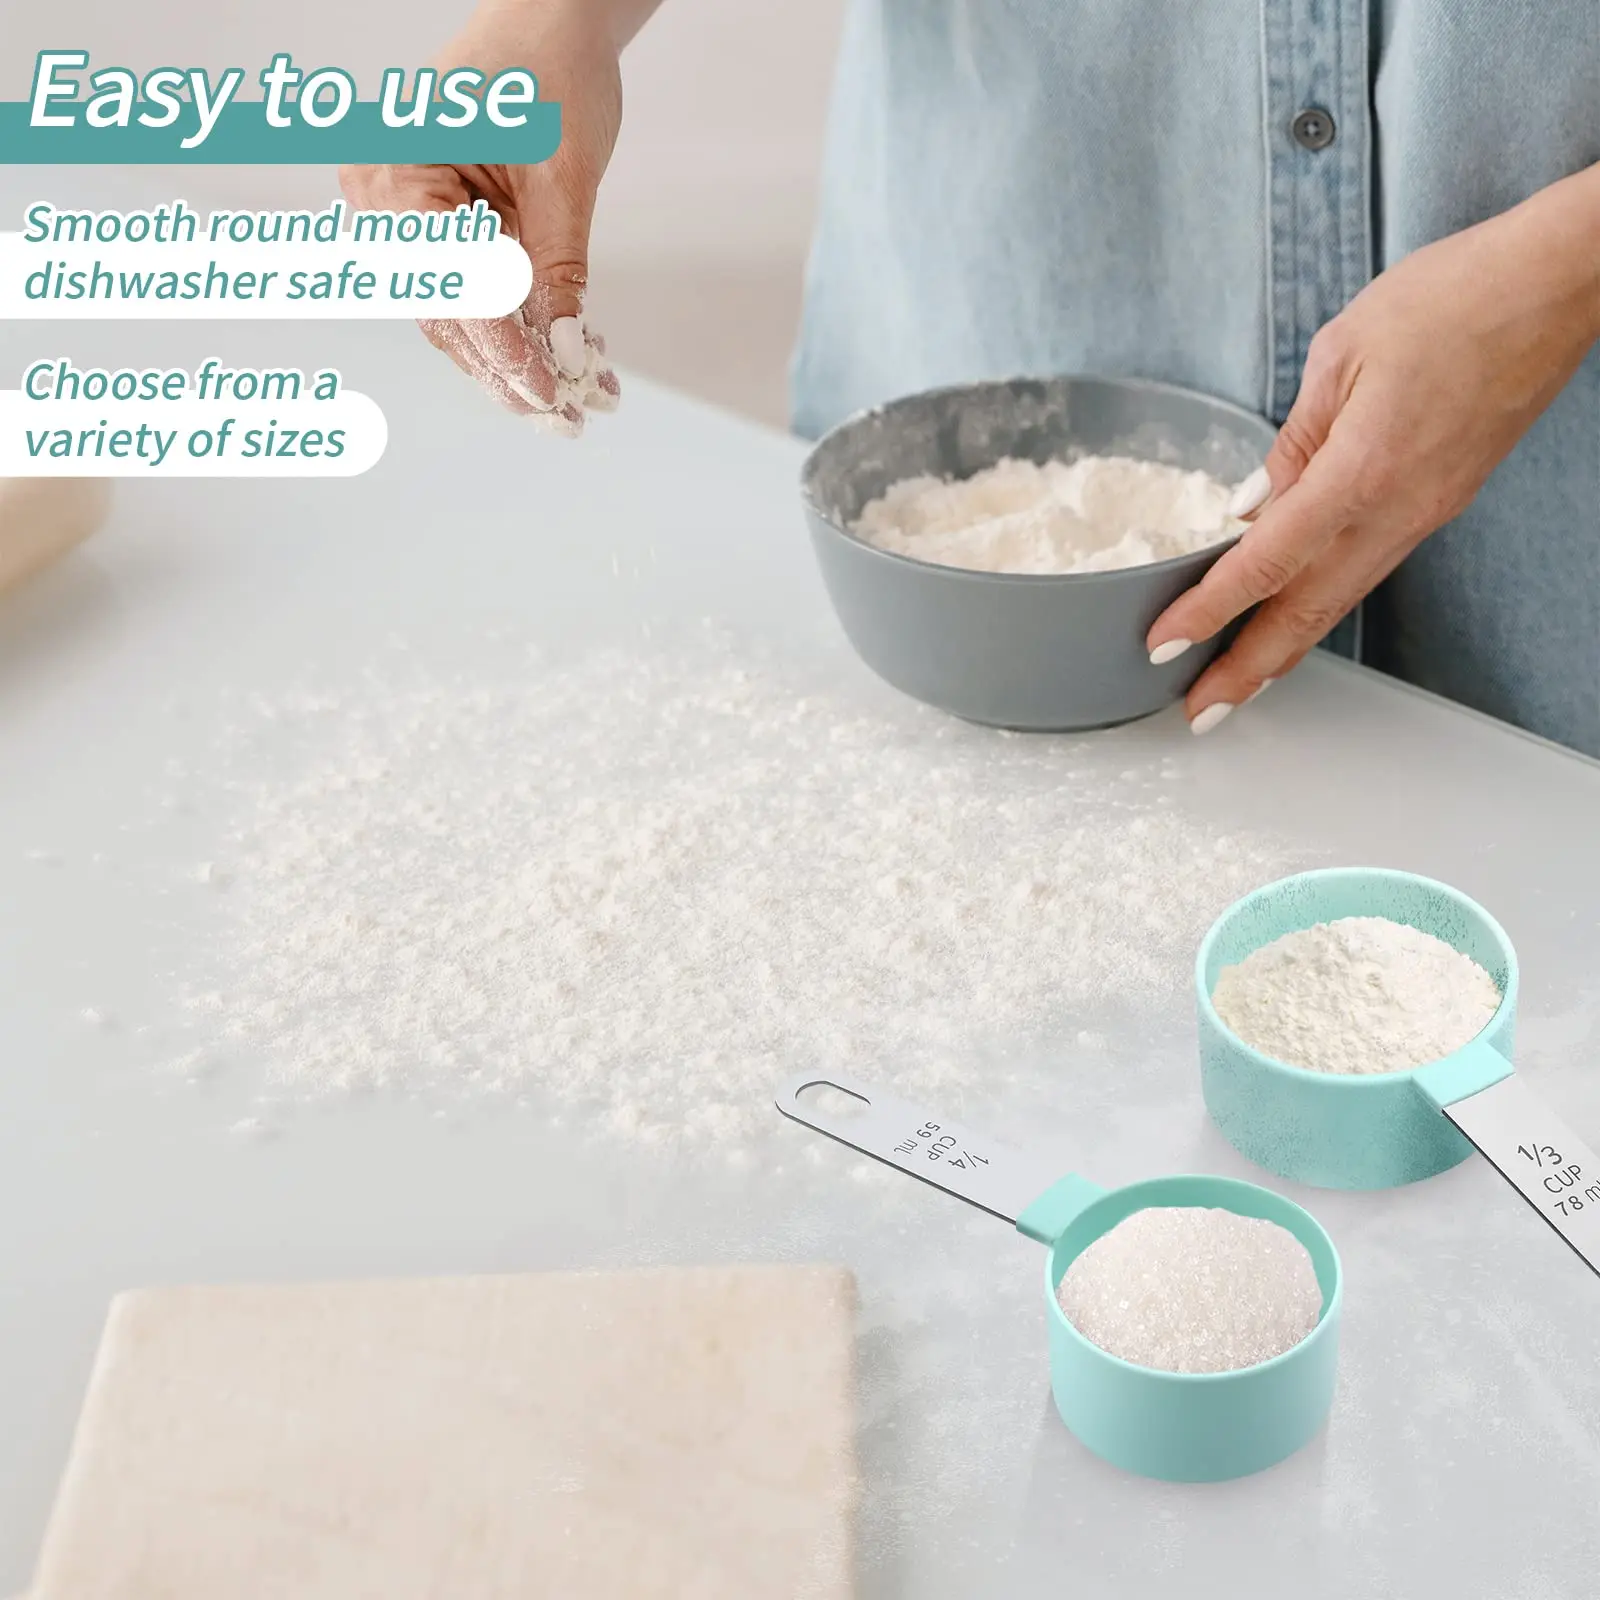 Easy to use
Smooth round mouth
dishwasher safe use
Choose from a
variety of sizes
1/4
CUP
59 ml
1/3
CUP
78 m